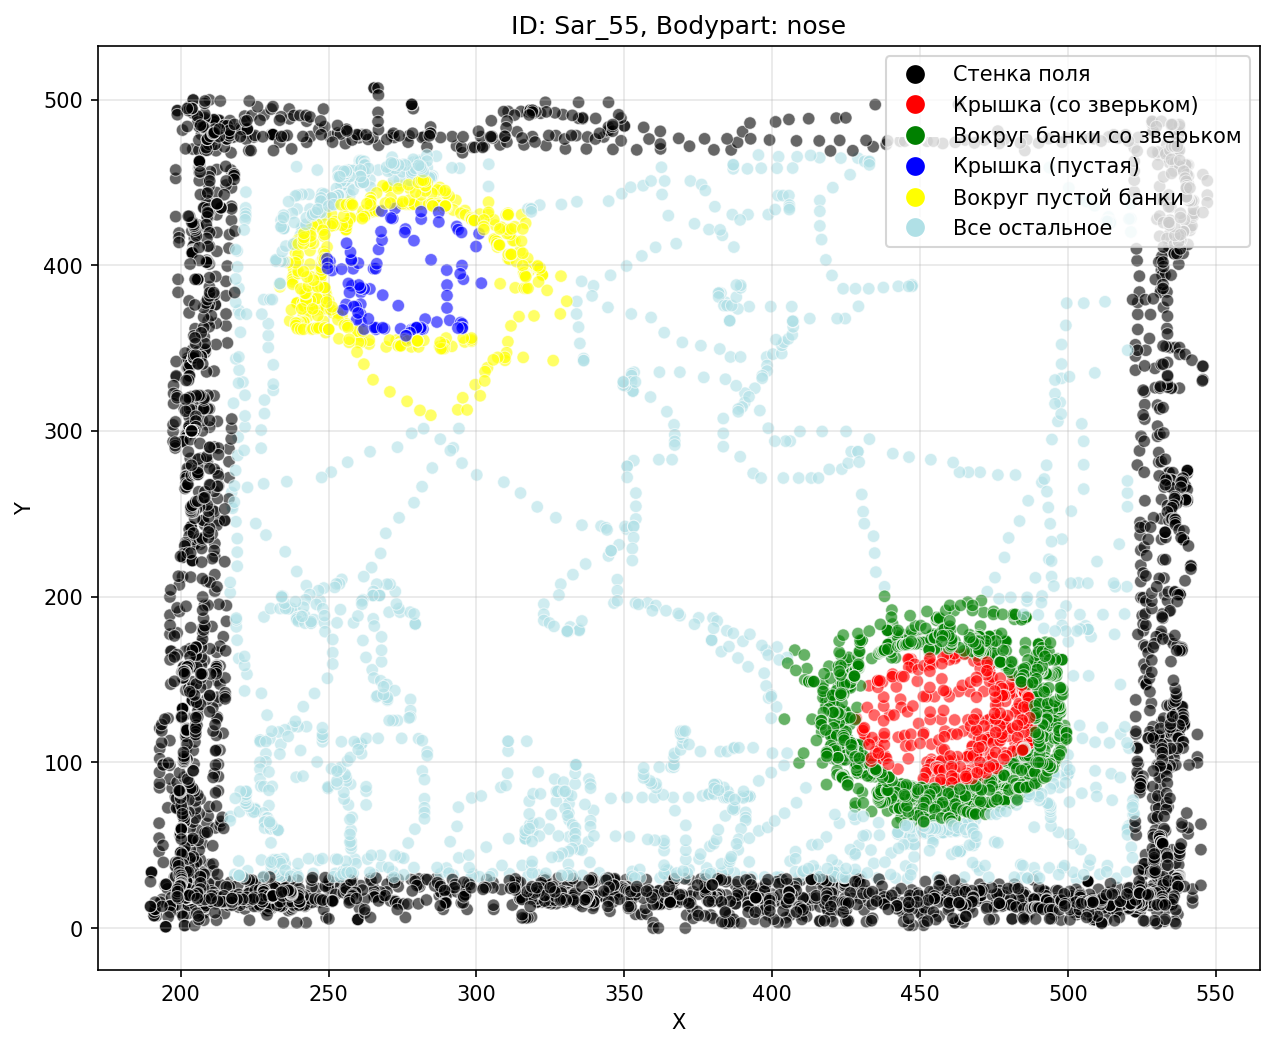 ID: Sar_55, Bodypart: nose
Стенка поля
Крышка (со зверьком)
Вокруг банки со зверьком
Крышка (пустая)
Вокруг пустой банки
Все остальное
500
400
300
200
100
0
Y
200
250
300
350
400
450
500
550
X